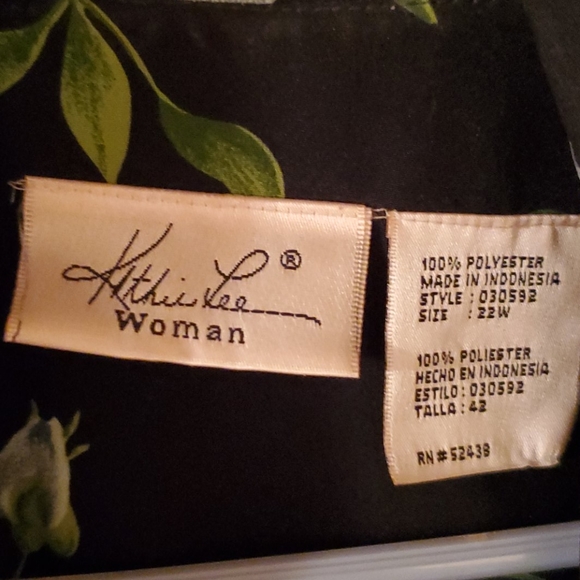 Kathie Lee®
Woman
100% POLYESTER
MADE IN INDONESIA
STYLE : 030592
SIZE : 22W
100% POLIESTER
HECHO EN INDONESIA
ESTILO : 030592
TALLA : 42
RN# 52438